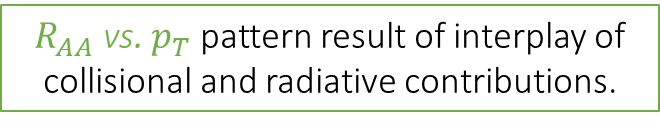 R_AA vs. p_T pattern result of interplay of
collisional and radiative contributions.